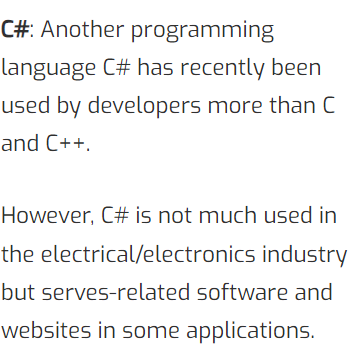 C#: Another programming
language C# has recently been
used by developers more than C
and C++.
However, C# is not much used in
the electrical/electronics industry
but serves-related software and
websites in some applications.